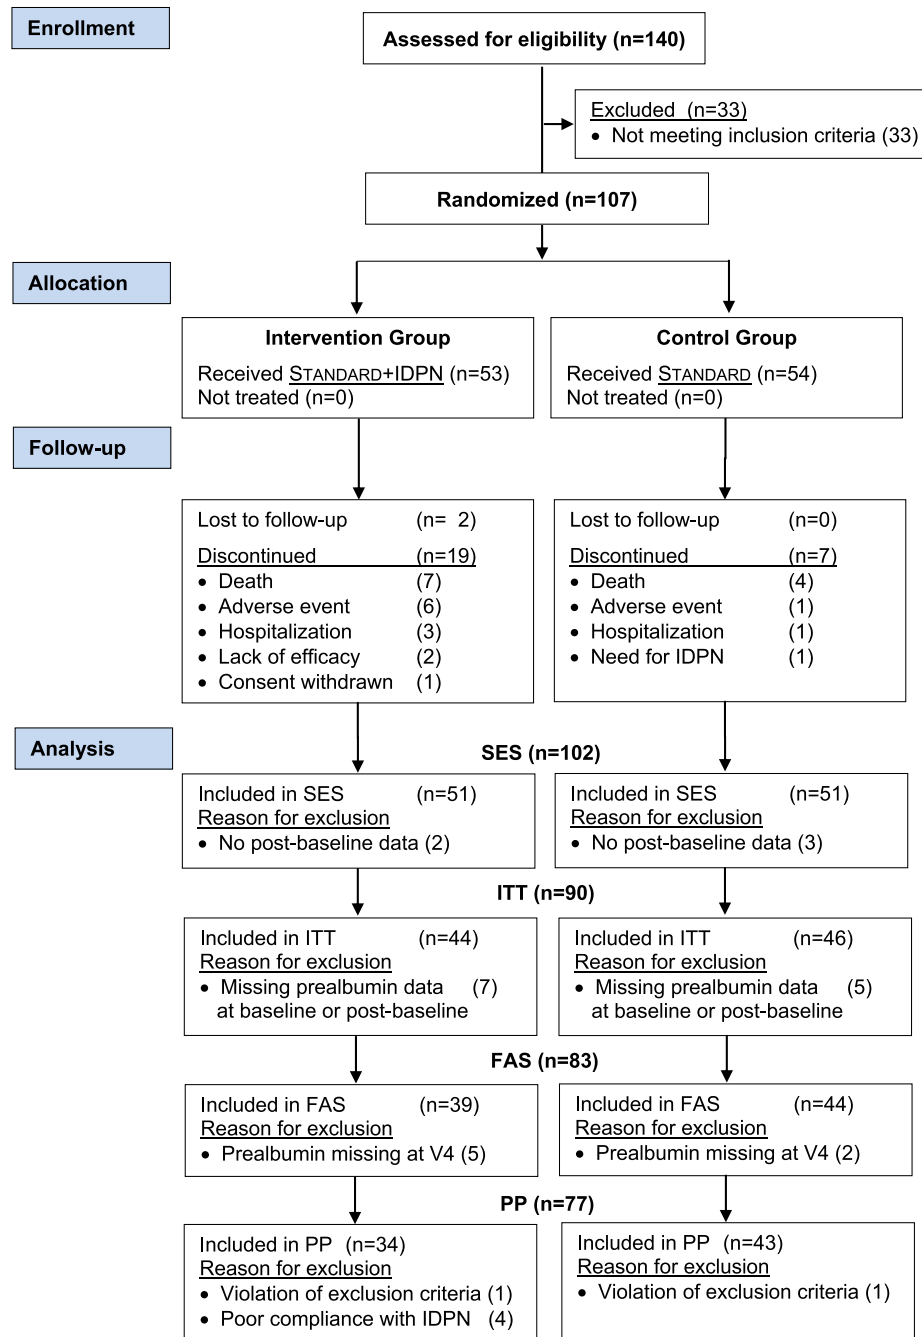 Enrollment
Assessed for eligibility (n=140)
Excluded (n=33)
• Not meeting inclusion criteria (33)
Randomized (n=107)
Allocation
Intervention Group
Received STANDARD+IDPN (n=53)
Not treated (n=0)
Control Group
Received STANDARD (n=54)
Not treated (n=0)
Follow-up
Lost to follow-up (n= 2)
Discontinued (n=19)
• Death (7)
• Adverse event (6)
• Hospitalization (3)
• Lack of efficacy (2)
• Consent withdrawn (1)
Lost to follow-up (n=0)
Discontinued (n=7)
• Death (4)
• Adverse event (1)
• Hospitalization (1)
• Need for IDPN (1)
Analysis
SES (n=102)
Included in SES (n=51)
Reason for exclusion
• No post-baseline data (2)
Included in SES (n=51)
Reason for exclusion
• No post-baseline data (3)
ITT (n=90)
Included in ITT (n=44)
Reason for exclusion
• Missing prealbumin data (7)
at baseline or post-baseline
Included in ITT (n=46)
Reason for exclusion
• Missing prealbumin data (5)
at baseline or post-baseline
FAS (n=83)
Included in FAS (n=39)
Reason for exclusion
• Prealbumin missing at V4 (5)
Included in FAS (n=44)
Reason for exclusion
• Prealbumin missing at V4 (2)
PP (n=77)
Included in PP (n=34)
Reason for exclusion
• Violation of exclusion criteria (1)
• Poor compliance with IDPN (4)
Included in PP (n=43)
Reason for exclusion
• Violation of exclusion criteria (1)